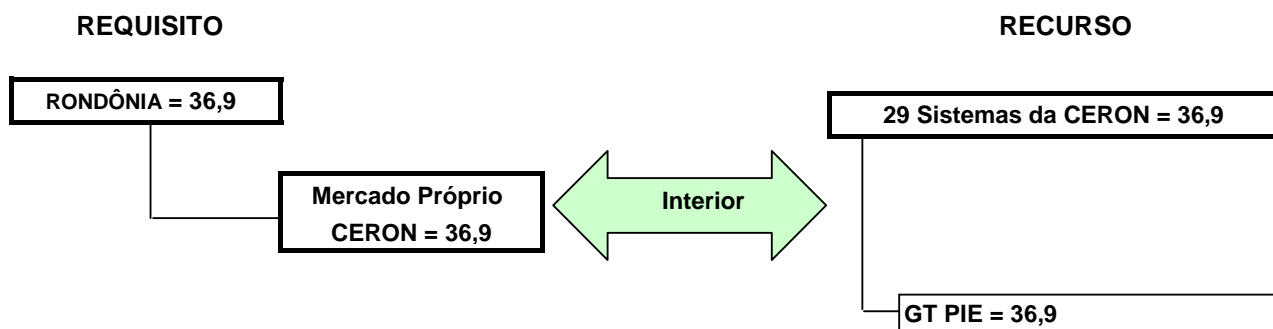 REQUISITO
RECURSO
RONDÔNIA = 36,9
29 Sistemas da CERON = 36,9
Mercado Próprio
CERON = 36,9
Interior
GT PIE = 36,9